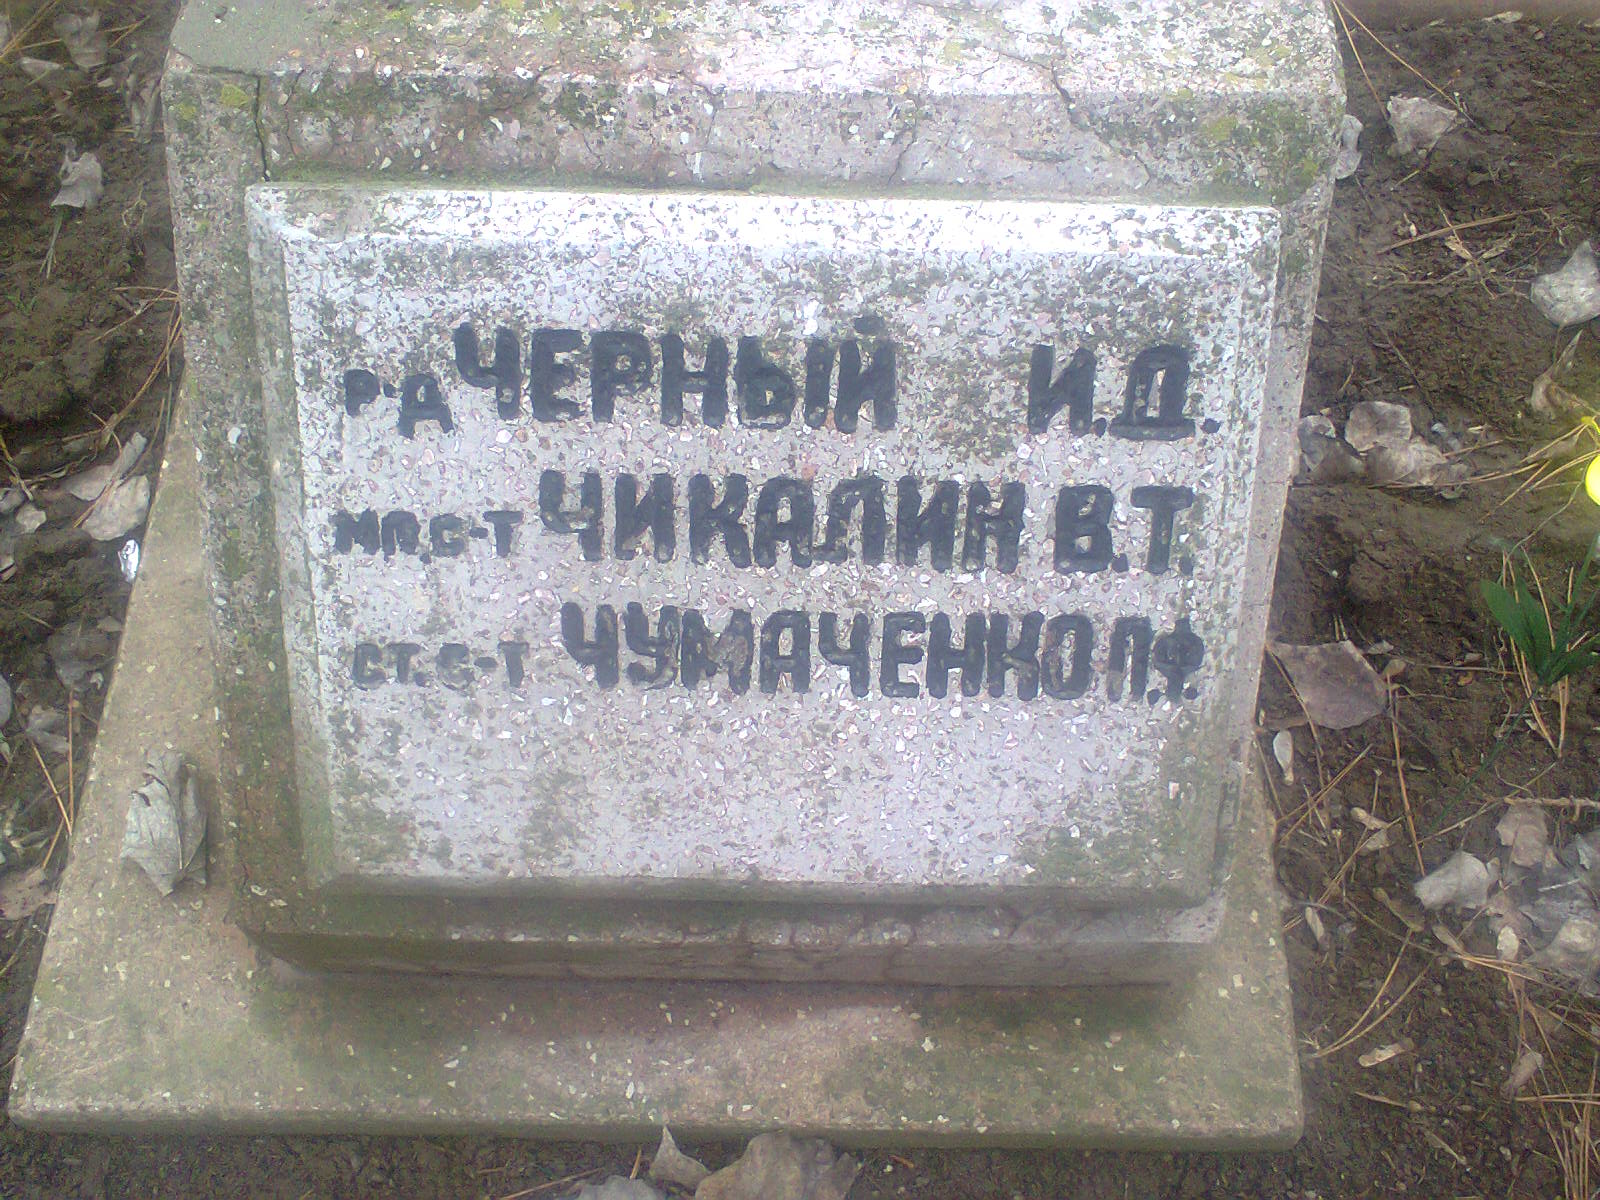 Р-Д ЧЕРНЫЙ И.Д.
МЛ.С-Т ЧИКАЛИН В.Т.
СТ.С-Т ЧУМАЧЕНКО П.Ф.